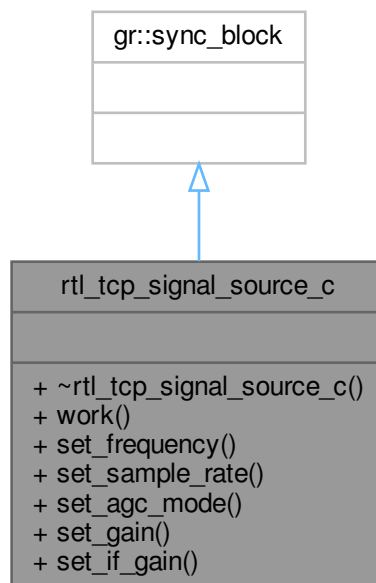 gr::sync_block
rtl_tcp_signal_source_c
+ ~rtl_tcp_signal_source_c()
+ work()
+ set_frequency()
+ set_sample_rate()
+ set_agc_mode()
+ set_gain()
+ set_if_gain()